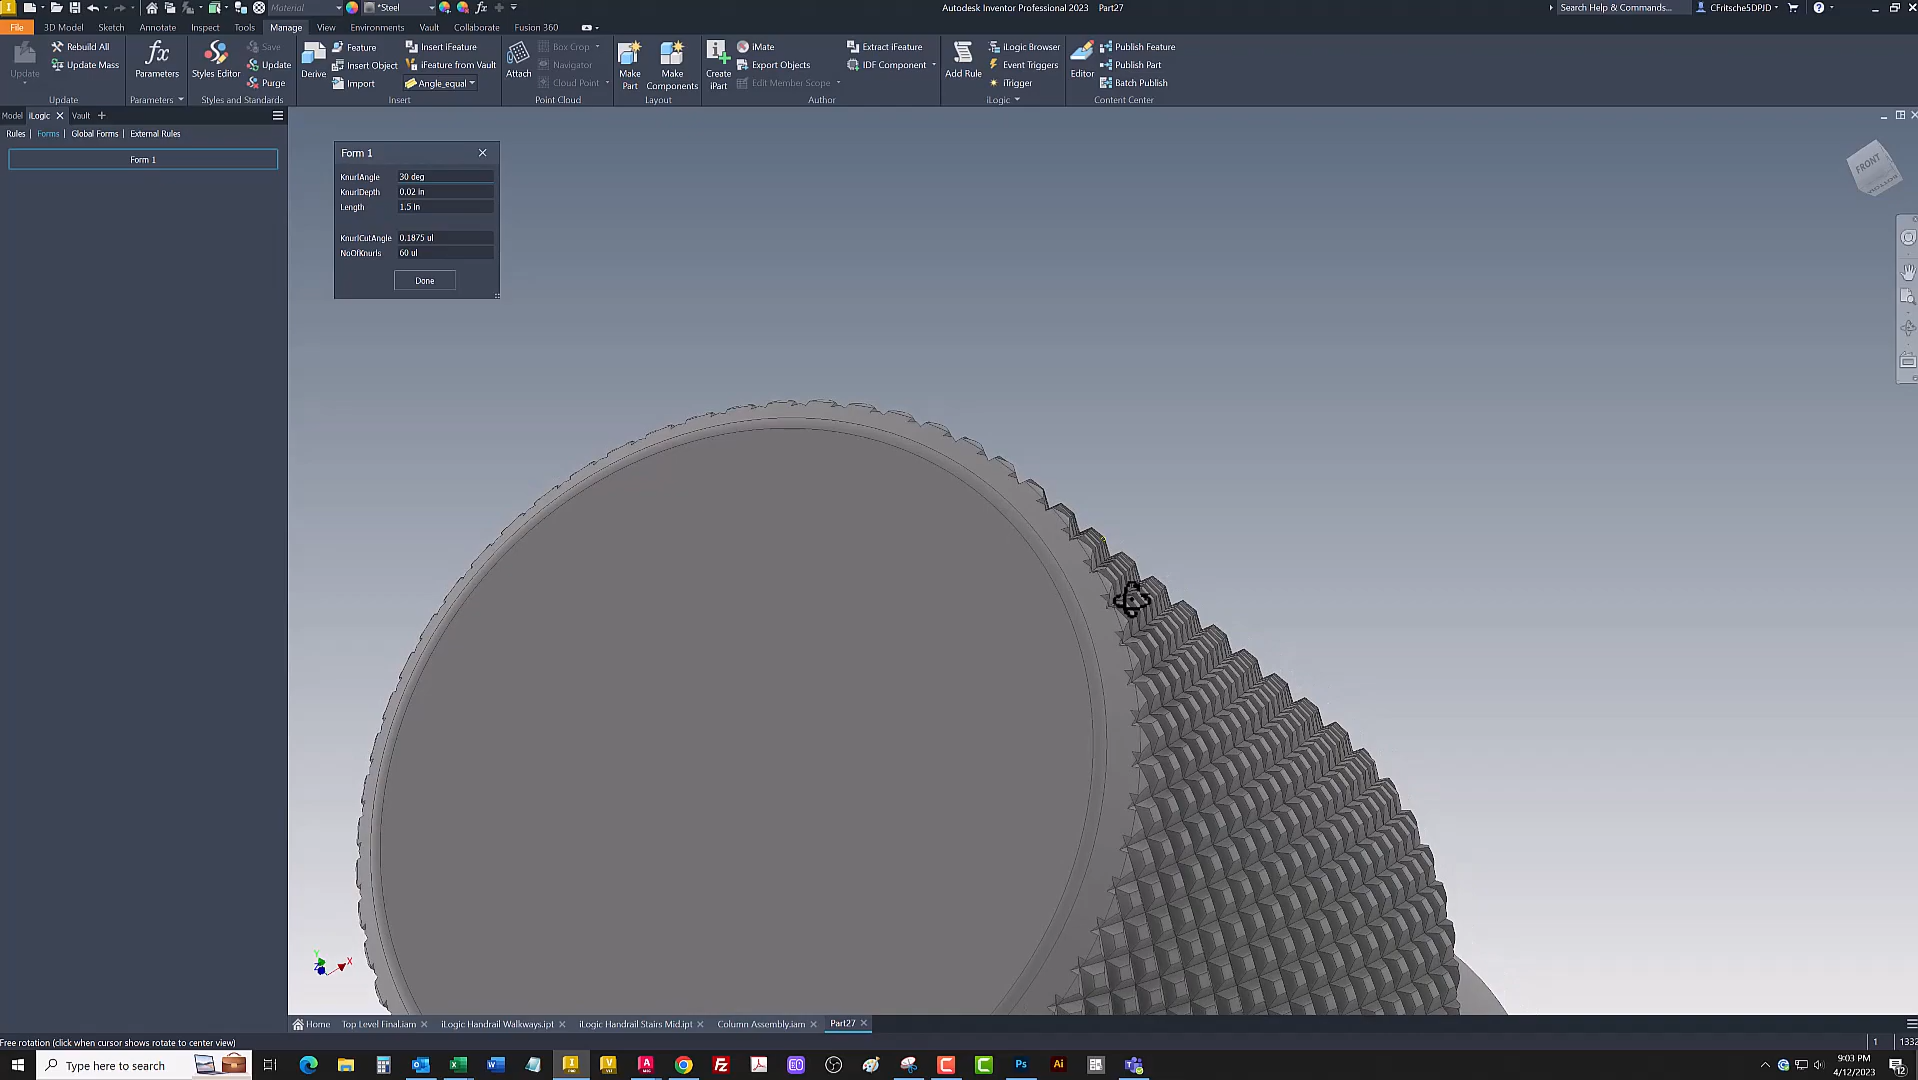 Material
*Steel
Autodesk Inventor Professional 2023 Part27
Search Help & Commands...
CFritsche5DPJD
File 3D Model Sketch Annotate Inspect Tools Manage View Environments Vault Collaborate Fusion 360
Update
Rebuild All
Update Mass
Update
Parameters
Parameters
Styles Editor
Save
Update
Purge
Styles and Standards
Derive
Feature
Insert Object
Import
Insert iFeature
iFeature from Vault
Angle_equal
Insert
Attach
Box Crop
Navigator
Cloud Point
Point Cloud
Make Part
Make Components
Layout
Create iPart
iMate
Export Objects
Edit Member Scope
Extract iFeature
IDF Component
Author
Add Rule
iLogic Browser
Event Triggers
iTrigger
iLogic
Editor
Publish Feature
Publish Part
Batch Publish
Content Center
Model iLogic Vault
Rules | Forms | Global Forms | External Rules
Form 1
Form 1
KnurlAngle 30 deg
KnurlDepth 0.02 in
Length 1.5 in
KnurlCutAngle 0.1875 ul
NoOfKnurls 60 ul
Done
FRONT
BOTTOM
Y
Z
X
Home Top Level Final.iam iLogic Handrail Walkways.ipt iLogic Handrail Stairs Mid.ipt Column Assembly.iam Part27
Free rotation (click when cursor shows rotate to center view)
1 1332
Type here to search
9:03 PM
4/12/2023